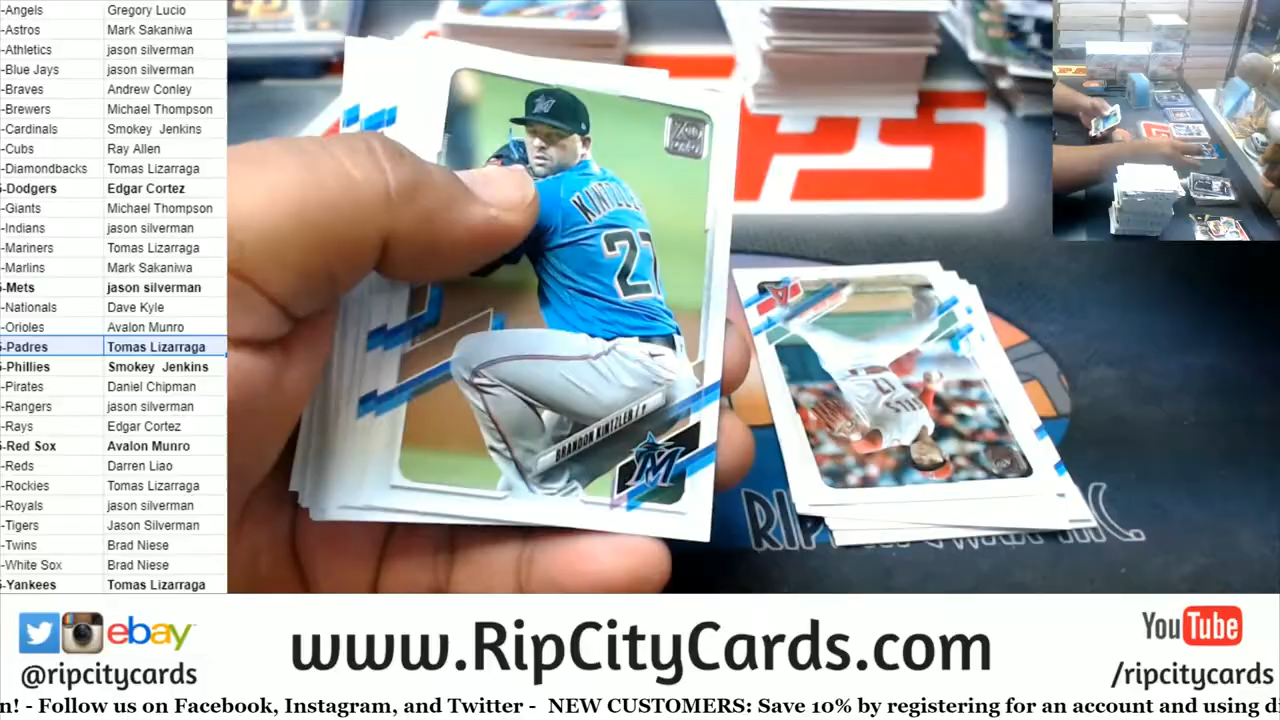 -Angels Gregory Lucio
-Astros Mark Sakaniwa
-Athletics jason silverman
-Blue Jays jason silverman
-Braves Andrew Conley
-Brewers Michael Thompson
-Cardinals Smokey Jenkins
-Cubs Ray Allen
-Diamondbacks Tomas Lizarraga
-Dodgers Edgar Cortez
-Giants Michael Thompson
-Indians jason silverman
-Mariners Tomas Lizarraga
-Marlins Mark Sakaniwa
-Mets jason silverman
-Nationals Dave Kyle
-Orioles Avalon Munro
-Padres Tomas Lizarraga
-Phillies Smokey Jenkins
-Pirates Daniel Chipman
-Rangers jason silverman
-Rays Edgar Cortez
-Red Sox Avalon Munro
-Reds Darren Liao
-Rockies Tomas Lizarraga
-Royals jason silverman
-Tigers Jason Silverman
-Twins Brad Niese
-White Sox Brad Niese
-Yankees Tomas Lizarraga
27
BRANDON KINTZLER / P
M
PS
ebay
@ripcitycards
www.RipCityCards.com
YouTube
/ripcitycards
n! - Follow us on Facebook, Instagram, and Twitter - NEW CUSTOMERS: Save 10% by registering for an account and using di